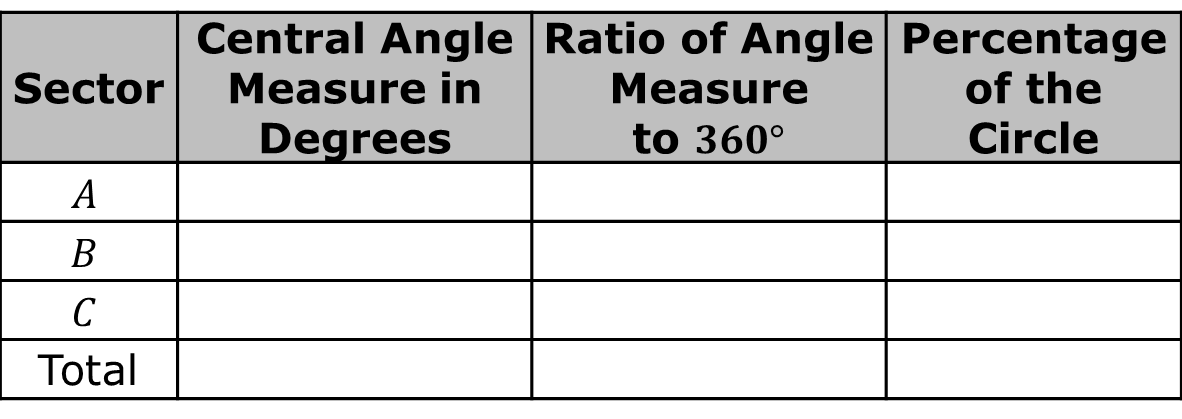 Sector
Central Angle
Measure in
Degrees
Ratio of Angle
Measure
to 360°
Percentage
of the
Circle
A
B
C
Total